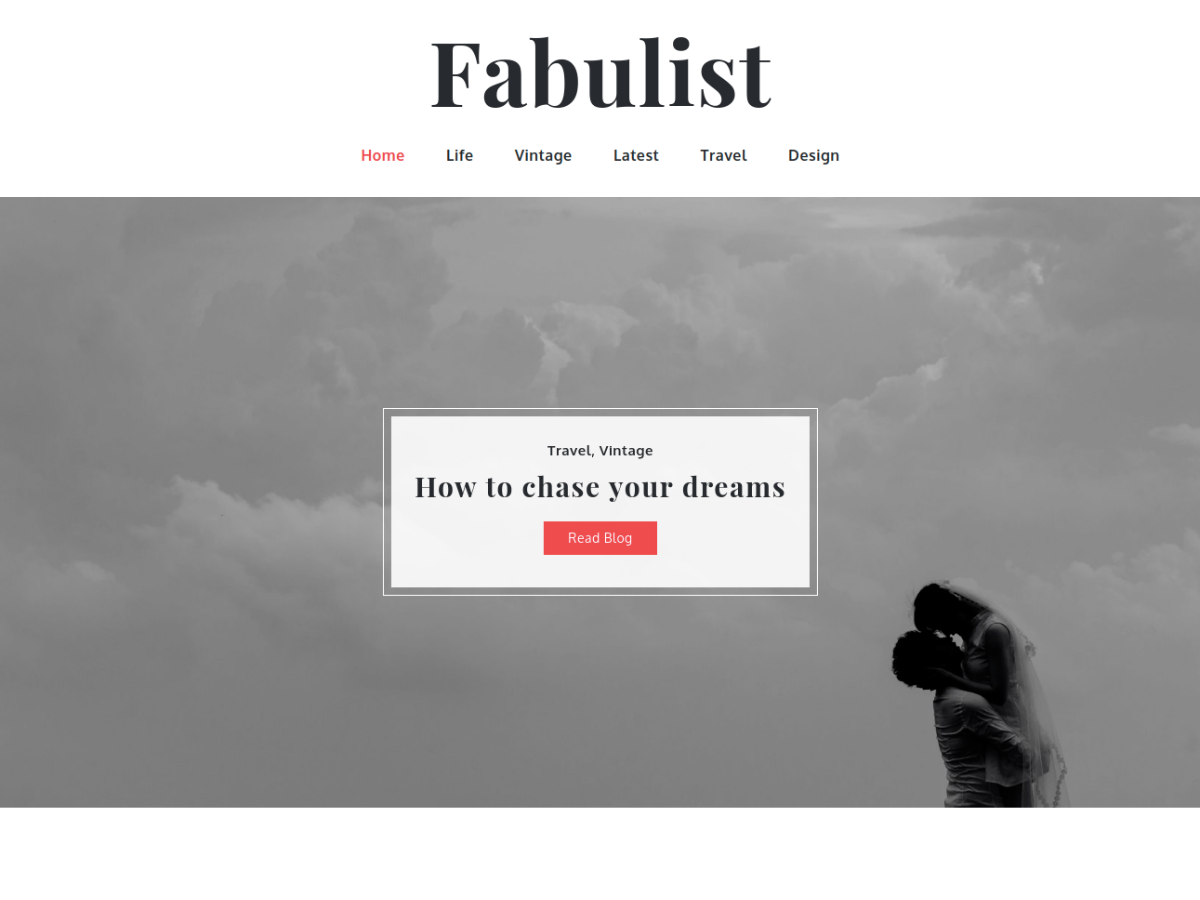 Fabulist
Home Life Vintage Latest Travel Design
Travel, Vintage
How to chase your dreams
Read Blog